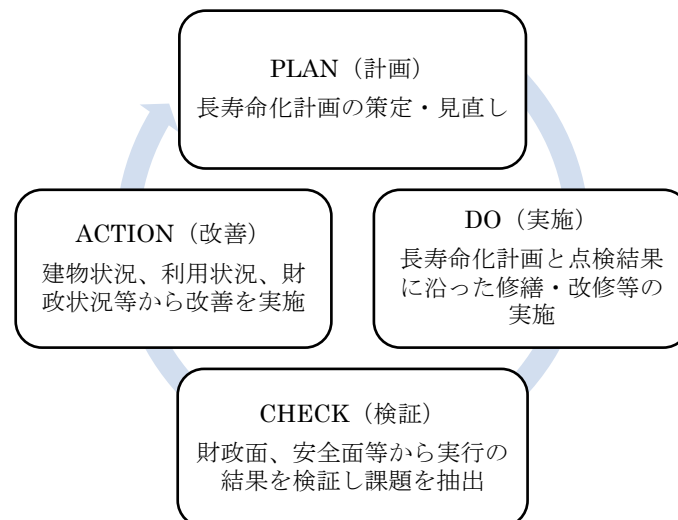 PLAN（計画）
長寿命化計画の策定・見直し
DO（実施）
長寿命化計画と点検結果
に沿った修繕・改修等の
実施
CHECK（検証）
財政面、安全面等から実行の
結果を検証し課題を抽出
ACTION（改善）
建物状況、利用状況、財
政状況等から改善を実施